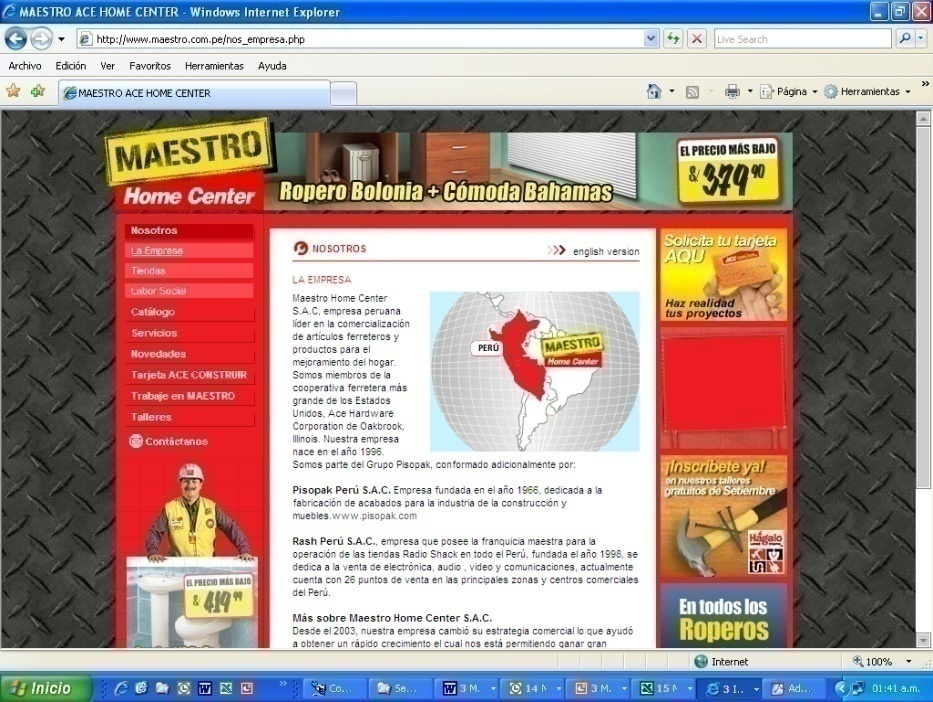 MAESTRO ACE HOME CENTER - Windows Internet Explorer
http://www.maestro.com.pe/nos_empresa.php
Live Search
Archivo Edición Ver Favoritos Herramientas Ayuda
MAESTRO ACE HOME CENTER
Página
Herramientas
MAESTRO
Home Center
Ropero Bolonia + Cómoda Bahamas
EL PRECIO MÁS BAJO
S/. 379 90
Nosotros
La Empresa
Tiendas
Labor Social
Catálogo
Servicios
Novedades
Tarjeta ACE CONSTRUIR
Trabaje en MAESTRO
Talleres
Contáctanos
EL PRECIO MÁS BAJO
S/. 419 99
NOSOTROS
english version
LA EMPRESA
Maestro Home Center
S.A.C, empresa peruana
líder en la comercialización
de artículos ferreteros y
productos para el
mejoramiento del hogar.
Somos miembros de la
cooperativa ferretera más
grande de los Estados
Unidos, Ace Hardware
Corporation de Oakbrook,
Illinois. Nuestra empresa
nace en el año 1996.
Somos parte del Grupo Pisopak, conformado adicionalmente por:
PERÚ
MAESTRO
Home Center
Pisopak Perú S.A.C. Empresa fundada en el año 1966, dedicada a la
fabricación de acabados para la industria de la construcción y
muebles.www.pisopak.com
Rash Perú S.A.C., empresa que posee la franquicia maestra para la
operación de las tiendas Radio Shack en todo el Perú, fundada el año 1998, se
dedica a la venta de electrónica, audio , video y comunicaciones, actualmente
cuenta con 26 puntos de venta en las principales zonas y centros comerciales
del Perú.
Más sobre Maestro Home Center S.A.C.
Desde el 2003, nuestra empresa cambió su estrategia comercial lo que ayudó
a obtener un rápido crecimiento el cual nos está permitiendo ganar gran
Solicita tu tarjeta
AQU
ACE
Haz realidad
tus proyectos
¡Inscríbete ya!
en nuestros talleres
gratuitos de Setiembre
Hágalo
En todos los
Roperos
Internet
100%
Inicio
Co...
Se...
3 M.
14 M
3 M.
15 M
3 I..
Ad...
01:41 a.m.